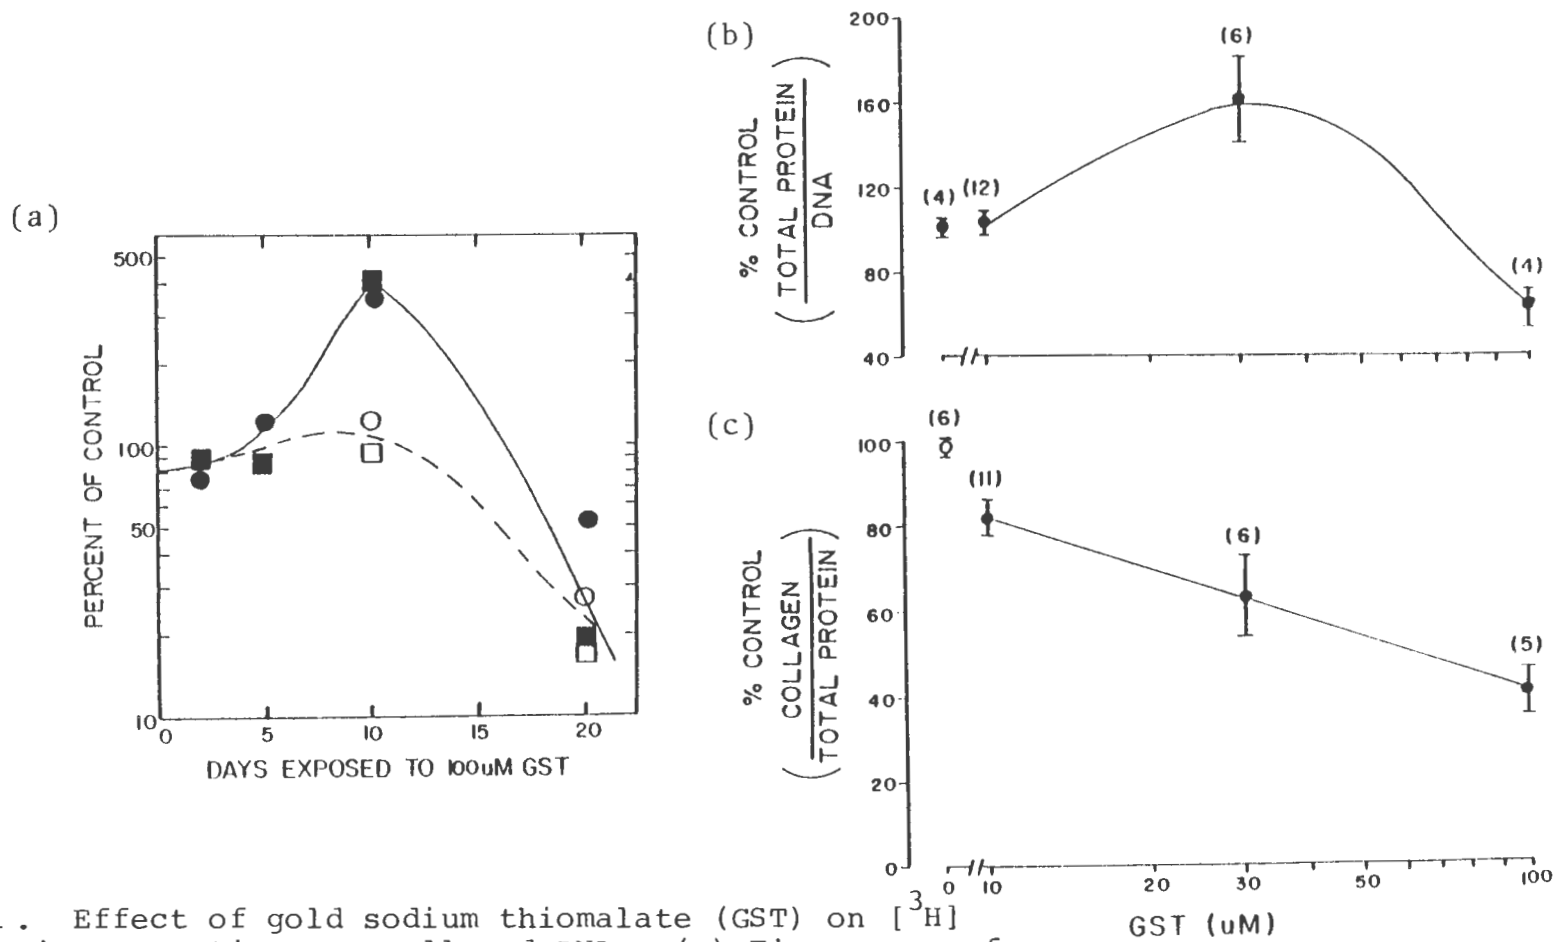 (a)
500
100
50
10
0 5 10 15 20
PERCENT OF CONTROL
DAYS EXPOSED TO 100uM GST
(b)
200
160
120
80
40
% CONTROL
(TOTAL PROTEIN
DNA)
(4) (12) (6) (4)
(c)
100
80
60
40
20
0
% CONTROL
(COLLAGEN
TOTAL PROTEIN)
(6) (11) (6) (5)
0 10 20 30 50 100
GST (uM)
. Effect of gold sodium thiomalate (GST) on [3H]